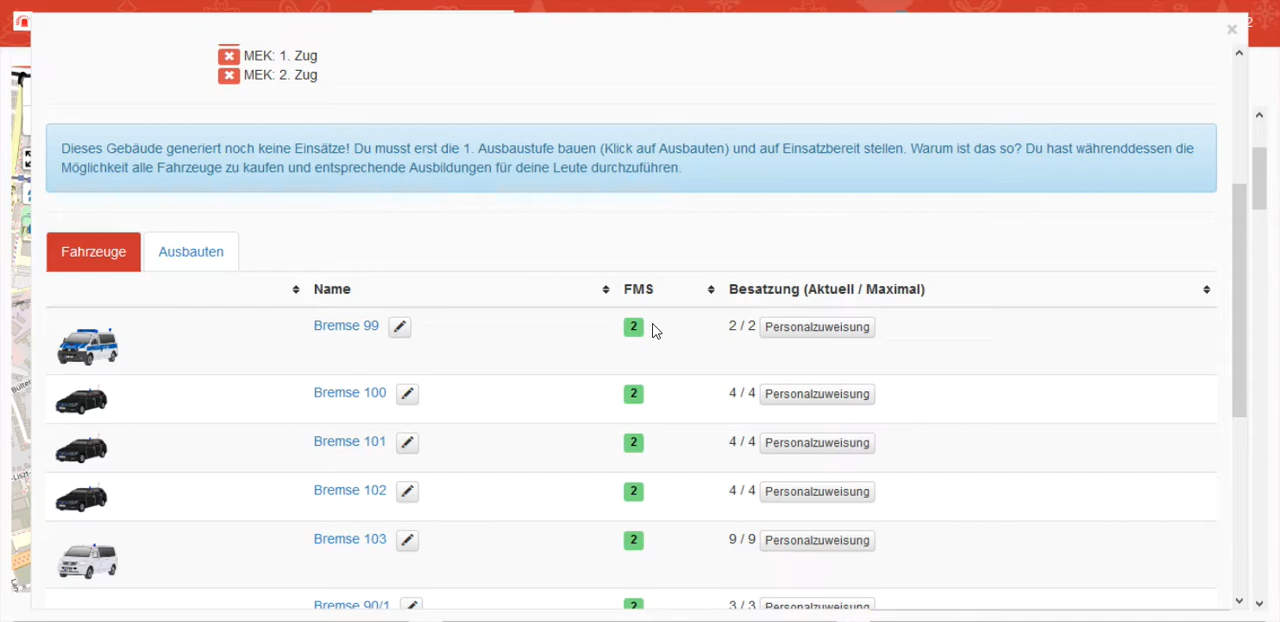 2
MEK: 1. Zug
MEK: 2. Zug
Dieses Gebäude generiert noch keine Einsätze! Du musst erst die 1. Ausbaustufe bauen (Klick auf Ausbauten) und auf Einsatzbereit stellen. Warum ist das so? Du hast währenddessen die
Möglichkeit alle Fahrzeuge zu kaufen und entsprechende Ausbildungen für deine Leute durchzuführen.
Fahrzeuge Ausbauten
Name FMS Besatzung (Aktuell / Maximal)
Bremse 99 2 2 / 2 Personalzuweisung
Bremse 100 2 4 / 4 Personalzuweisung
Bremse 101 2 4 / 4 Personalzuweisung
Bremse 102 2 4 / 4 Personalzuweisung
Bremse 103 2 9 / 9 Personalzuweisung
Bremse 90/1 2 3 / 3 Personalzuweisung